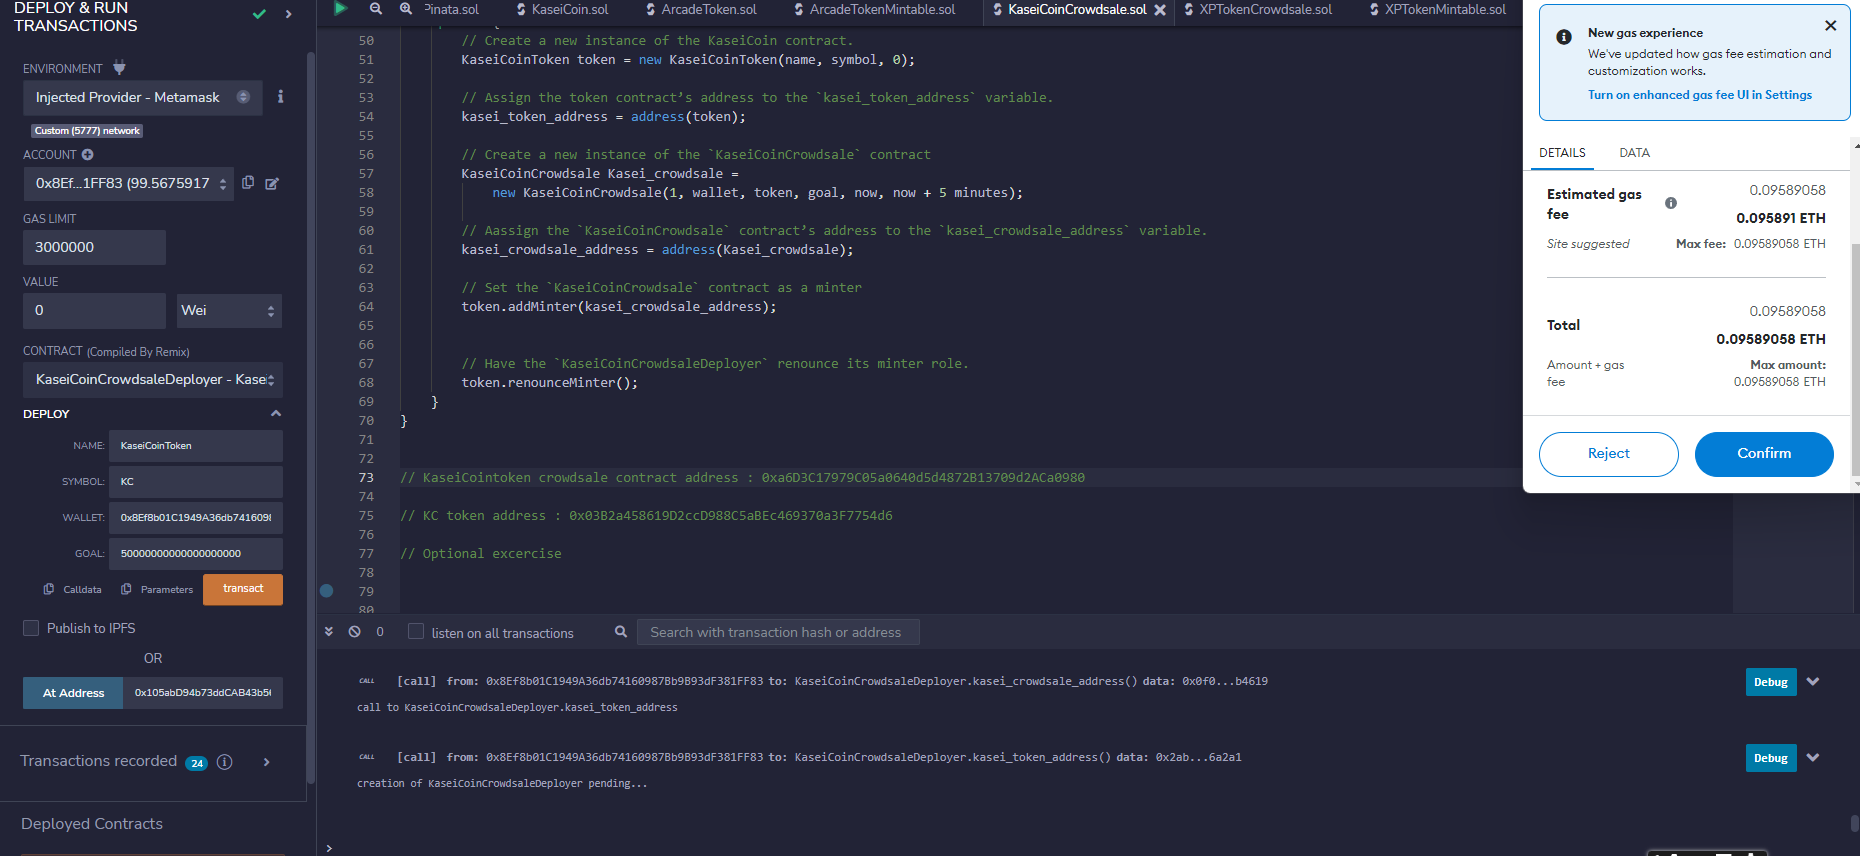 DEPLOY & RUN
TRANSACTIONS
ENVIRONMENT
Injected Provider - Metamask
Custom (5777) network
ACCOUNT
0x8Ef...1FF83 (99.5675917
GAS LIMIT
3000000
VALUE
0
Wei
CONTRACT (Compiled By Remix)
KaseiCoinCrowdsaleDeployer - Kasei
DEPLOY
NAME: KaseiCoinToken
SYMBOL: KC
WALLET: 0x8Ef8b01C1949A36db7416098
GOAL: 50000000000000000000
Calldata Parameters transact
Publish to IPFS
OR
At Address 0x105abD94b73ddCAB43b56
Transactions recorded 24 i
Deployed Contracts
Pinata.sol KaseiCoin.sol ArcadeToken.sol ArcadeTokenMintable.sol KaseiCoinCrowdsale.sol XPTokenCrowdsale.sol XPTokenMintable.sol
50 // Create a new instance of the KaseiCoin contract.
51 KaseiCoinToken token = new KaseiCoinToken(name, symbol, 0);
52
53 // Assign the token contract’s address to the `kasei_token_address` variable.
54 kasei_token_address = address(token);
55
56 // Create a new instance of the `KaseiCoinCrowdsale` contract
57 KaseiCoinCrowdsale Kasei_crowdsale =
58 new KaseiCoinCrowdsale(1, wallet, token, goal, now, now + 5 minutes);
59
60 // Aassign the `KaseiCoinCrowdsale` contract’s address to the `kasei_crowdsale_address` variable.
61 kasei_crowdsale_address = address(Kasei_crowdsale);
62
63 // Set the `KaseiCoinCrowdsale` contract as a minter
64 token.addMinter(kasei_crowdsale_address);
65
66
67 // Have the `KaseiCoinCrowdsaleDeployer` renounce its minter role.
68 token.renounceMinter();
69 }
70 }
71
72
73 // KaseiCointoken crowdsale contract address : 0xa6D3C17979C05a0640d5d4872B13709d2ACa0980
74
75 // KC token address : 0x03B2a458619D2ccD988C5aBEc469370a3F7754d6
76
77 // Optional excercise
78
79
80
0 listen on all transactions Search with transaction hash or address
CALL [call] from: 0x8Ef8b01C1949A36db74160987Bb9B93dF381FF83 to: KaseiCoinCrowdsaleDeployer.kasei_crowdsale_address() data: 0x0f0...b4619 Debug
call to KaseiCoinCrowdsaleDeployer.kasei_token_address
CALL [call] from: 0x8Ef8b01C1949A36db74160987Bb9B93dF381FF83 to: KaseiCoinCrowdsaleDeployer.kasei_token_address() data: 0x2ab...6a2a1 Debug
creation of KaseiCoinCrowdsaleDeployer pending...
>
New gas experience
We've updated how gas fee estimation and
customization works.
Turn on enhanced gas fee UI in Settings
DETAILS DATA
Estimated gas
fee
0.09589058
0.095891 ETH
Site suggested Max fee: 0.09589058 ETH
0.09589058
Total
0.09589058 ETH
Amount + gas
fee
Max amount:
0.09589058 ETH
Reject Confirm